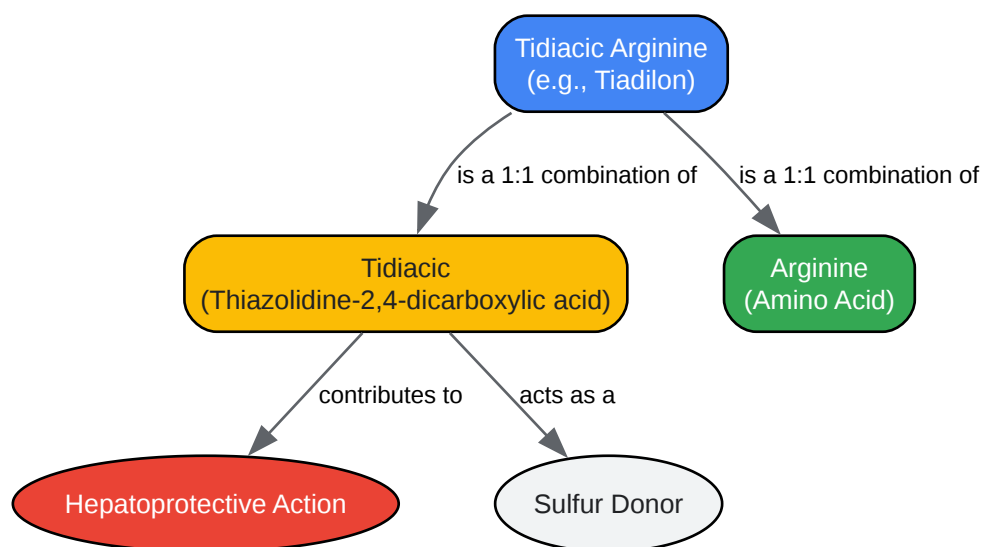 Tidiacic Arginine
(e.g., Tiadilon)
is a 1:1 combination of
is a 1:1 combination of
Tidiacic
(Thiazolidine-2,4-dicarboxylic acid)
Arginine
(Amino Acid)
contributes to
acts as a
Hepatoprotective Action
Sulfur Donor